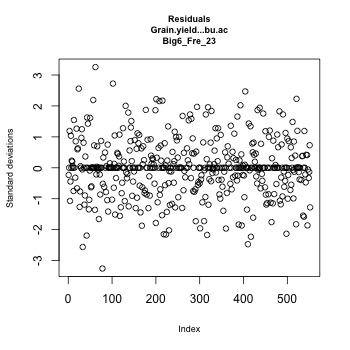 Residuals
Grain.yield...bu.ac
Big6_Fre_23
Standard deviations
3
2
1
0
-1
-2
-3
0 100 200 300 400 500
Index